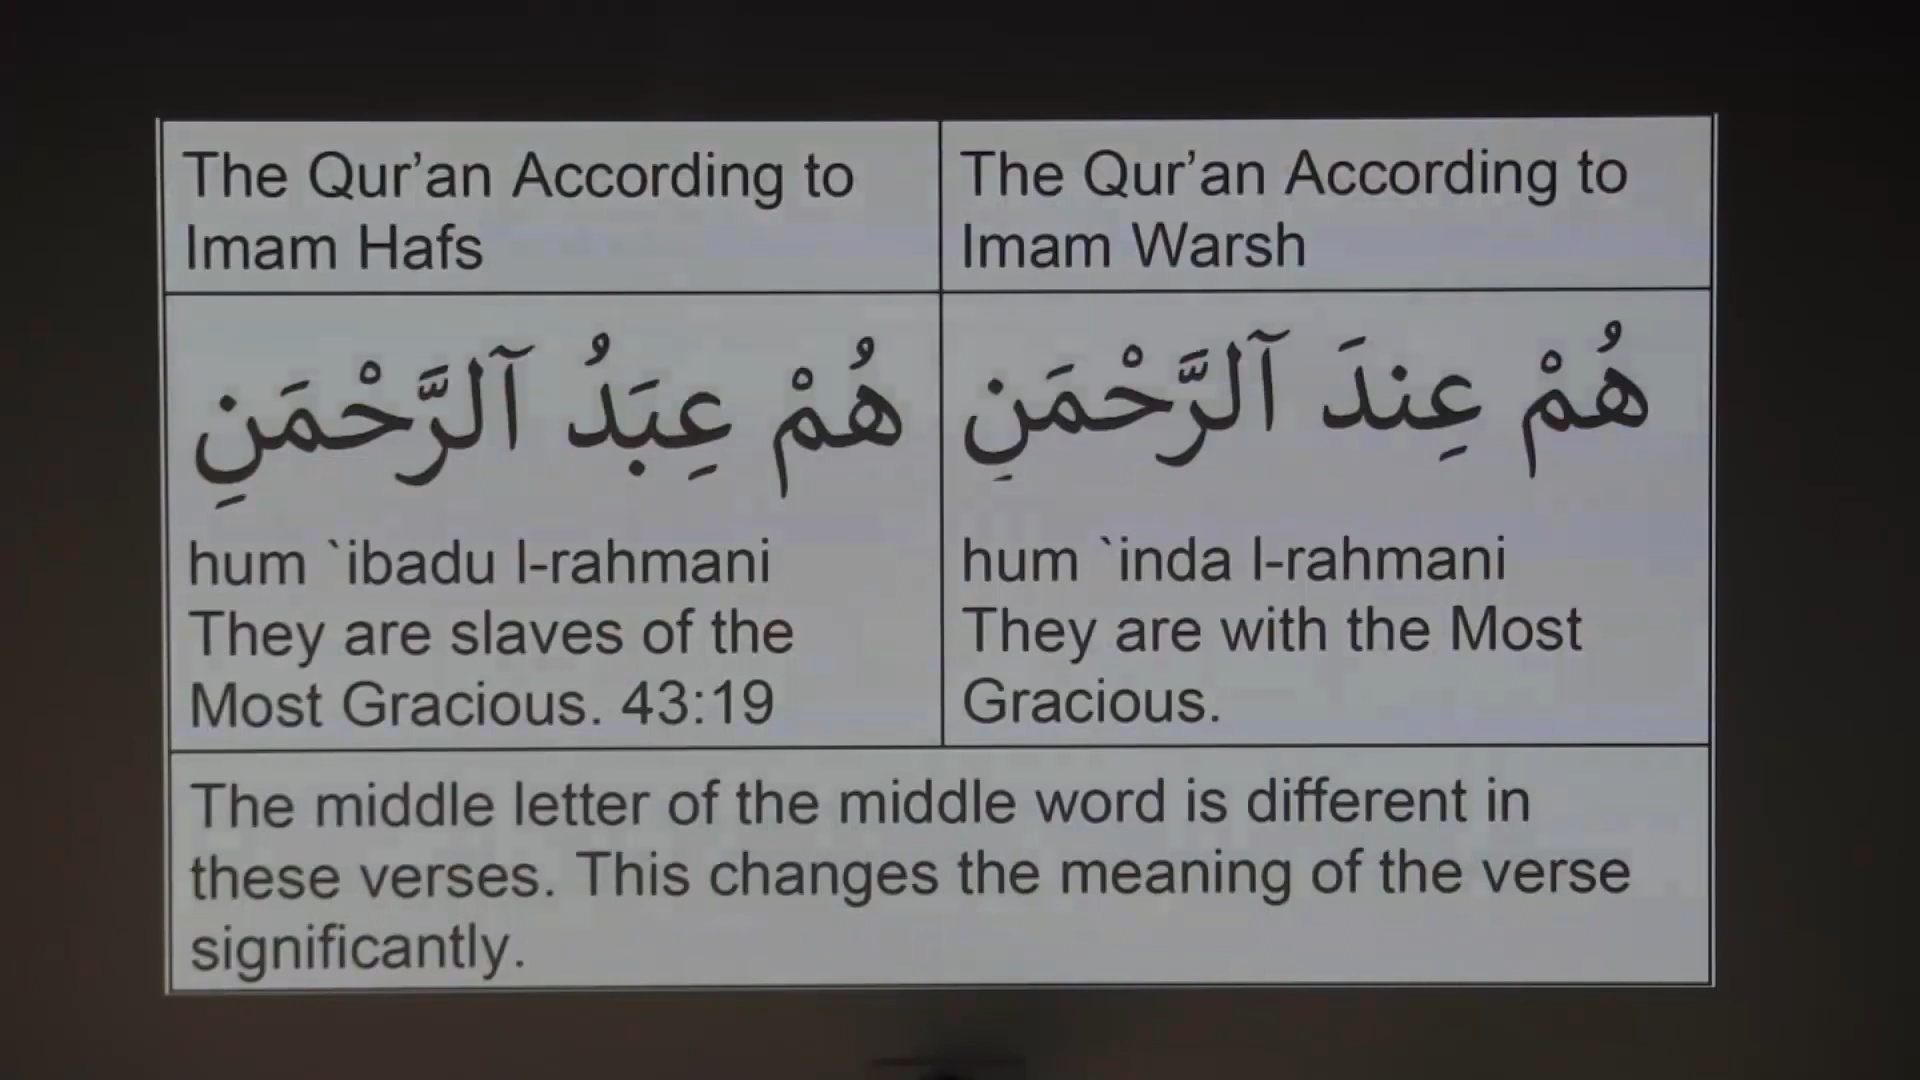 The Qur’an According to
Imam Hafs
The Qur’an According to
Imam Warsh
هُمْ عِبَدُ ٱلرَّحْمَنِ
hum `ibadu l-rahmani
They are slaves of the
Most Gracious. 43:19
هُمْ عِندَ ٱلرَّحْمَنِ
hum `inda l-rahmani
They are with the Most
Gracious.
The middle letter of the middle word is different in
these verses. This changes the meaning of the verse
significantly.